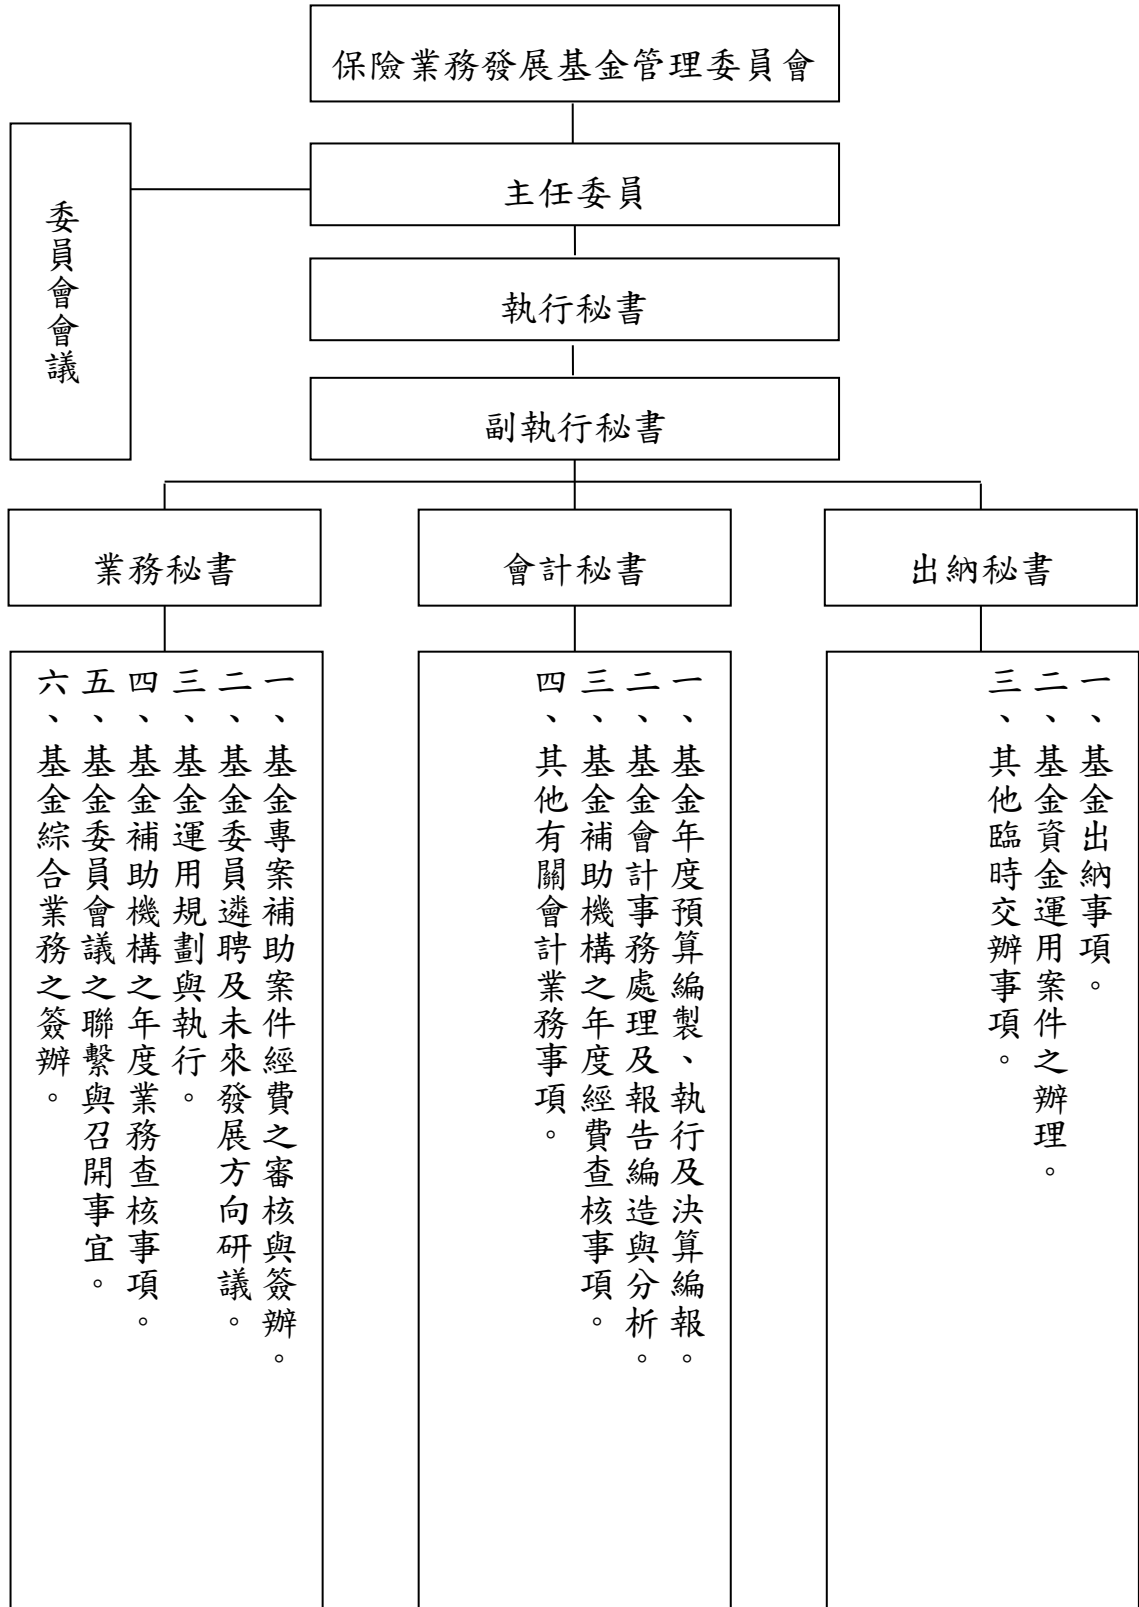 保險業務發展基金管理委員會
主任委員
委員會會議
執行秘書
副執行秘書
業務秘書
會計秘書
出納秘書
一、基金專案補助案件經費之審核與簽辦。
二、基金委員遴聘及未來發展方向研議。
三、基金運用規劃與執行。
四、基金補助機構之年度業務查核事項。
五、基金委員會議之聯繫與召開事宜。
六、基金綜合業務之簽辦。
一、基金年度預算編製、執行及決算編報。
二、基金會計事務處理及報告編造與分析。
三、基金補助機構之年度經費查核事項。
四、其他有關會計業務事項。
一、基金出納事項。
二、基金資金運用案件之辦理。
三、其他臨時交辦事項。